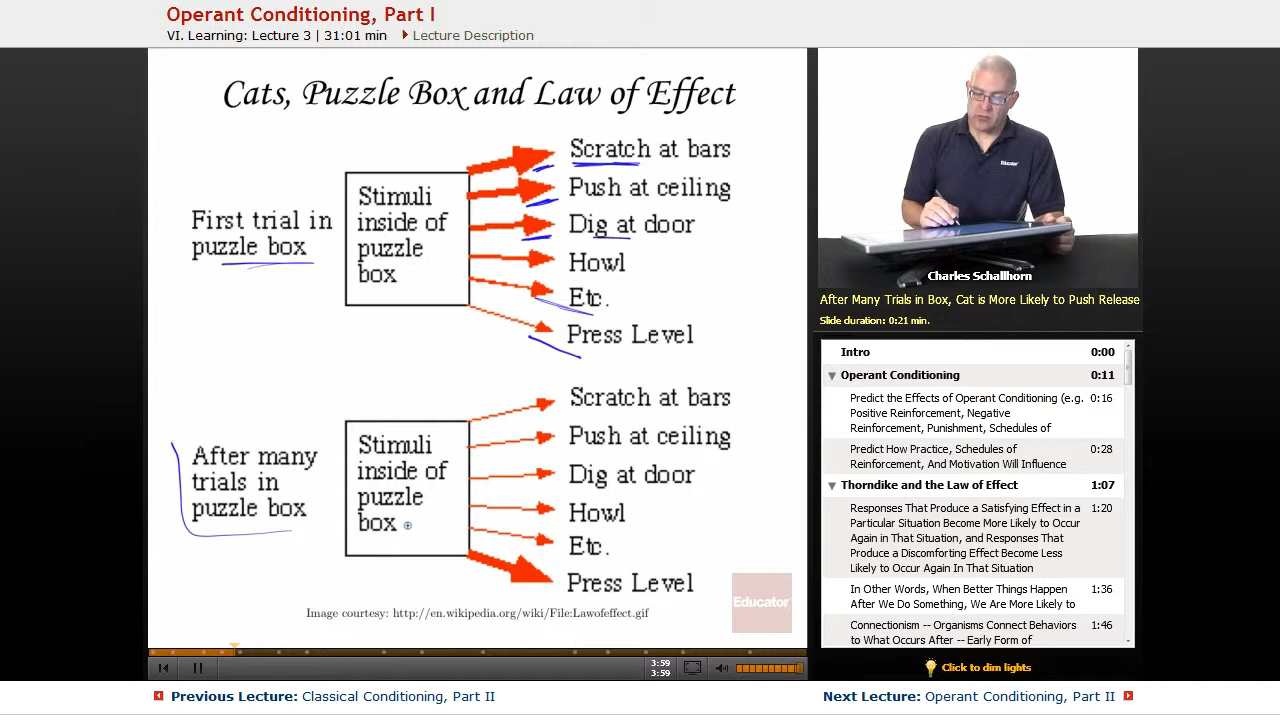 Operant Conditioning, Part I
VI. Learning: Lecture 3 | 31:01 min
Lecture Description
Cats, Puzzle Box and Law of Effect
First trial in
puzzle box
Stimuli
inside of
puzzle
box
Scratch at bars
Push at ceiling
Dig at door
Howl
Etc.
Press Level
After many
trials in
puzzle box
Stimuli
inside of
puzzle
box
Scratch at bars
Push at ceiling
Dig at door
Howl
Etc.
Press Level
Image courtesy: http://en.wikipedia.org/wiki/File:Lawofeffect.gif
Educator
3:59
3:59
Educator
Charles Schallhorn
After Many Trials in Box, Cat is More Likely to Push Release
Slide duration: 0:21 min.
Intro 0:00
Operant Conditioning 0:11
Predict the Effects of Operant Conditioning (e.g. 0:16
Positive Reinforcement, Negative
Reinforcement, Punishment, Schedules of
Predict How Practice, Schedules of 0:28
Reinforcement, And Motivation Will Influence
Thorndike and the Law of Effect 1:07
Responses That Produce a Satisfying Effect in a 1:20
Particular Situation Become More Likely to Occur
Again in That Situation, and Responses That
Produce a Discomforting Effect Become Less
Likely to Occur Again In That Situation
In Other Words, When Better Things Happen 1:36
After We Do Something, We Are More Likely to
Connectionism -- Organisms Connect Behaviors 1:46
to What Occurs After -- Early Form of
Click to dim lights
Previous Lecture: Classical Conditioning, Part II
Next Lecture: Operant Conditioning, Part II